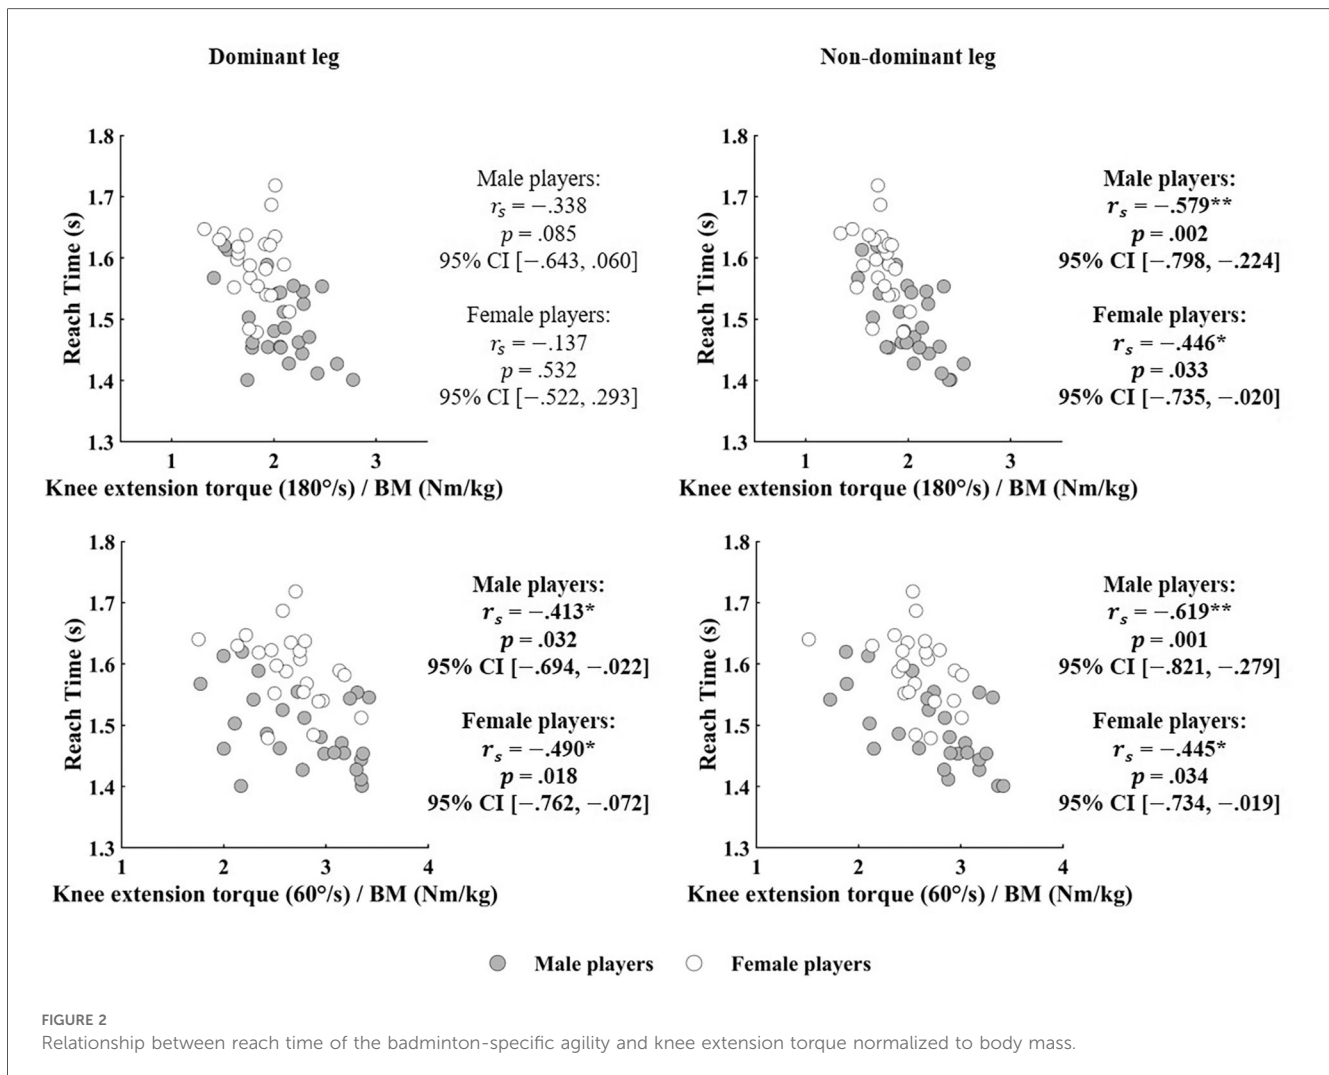 Dominant leg
Non-dominant leg
1.8
1.7
1.6
1.5
1.4
1.3
Reach Time (s)
1
2
3
Knee extension torque (180°/s) / BM (Nm/kg)
Male players:
rₛ = −.338
p = .085
95% CI [−.643, .060]
Female players:
rₛ = −.137
p = .532
95% CI [−.522, .293]
1.8
1.7
1.6
1.5
1.4
1.3
Reach Time (s)
1
2
3
Knee extension torque (180°/s) / BM (Nm/kg)
Male players:
rₛ = −.579**
p = .002
95% CI [−.798, −.224]
Female players:
rₛ = −.446*
p = .033
95% CI [−.735, −.020]
1.8
1.7
1.6
1.5
1.4
1.3
Reach Time (s)
1
2
3
4
Knee extension torque (60°/s) / BM (Nm/kg)
Male players:
rₛ = −.413*
p = .032
95% CI [−.694, −.022]
Female players:
rₛ = −.490*
p = .018
95% CI [−.762, −.072]
1.8
1.7
1.6
1.5
1.4
1.3
Reach Time (s)
1
2
3
4
Knee extension torque (60°/s) / BM (Nm/kg)
Male players:
rₛ = −.619**
p = .001
95% CI [−.821, −.279]
Female players:
rₛ = −.445*
p = .034
95% CI [−.734, −.019]
Male players
Female players
FIGURE 2
Relationship between reach time of the badminton-specific agility and knee extension torque normalized to body mass.